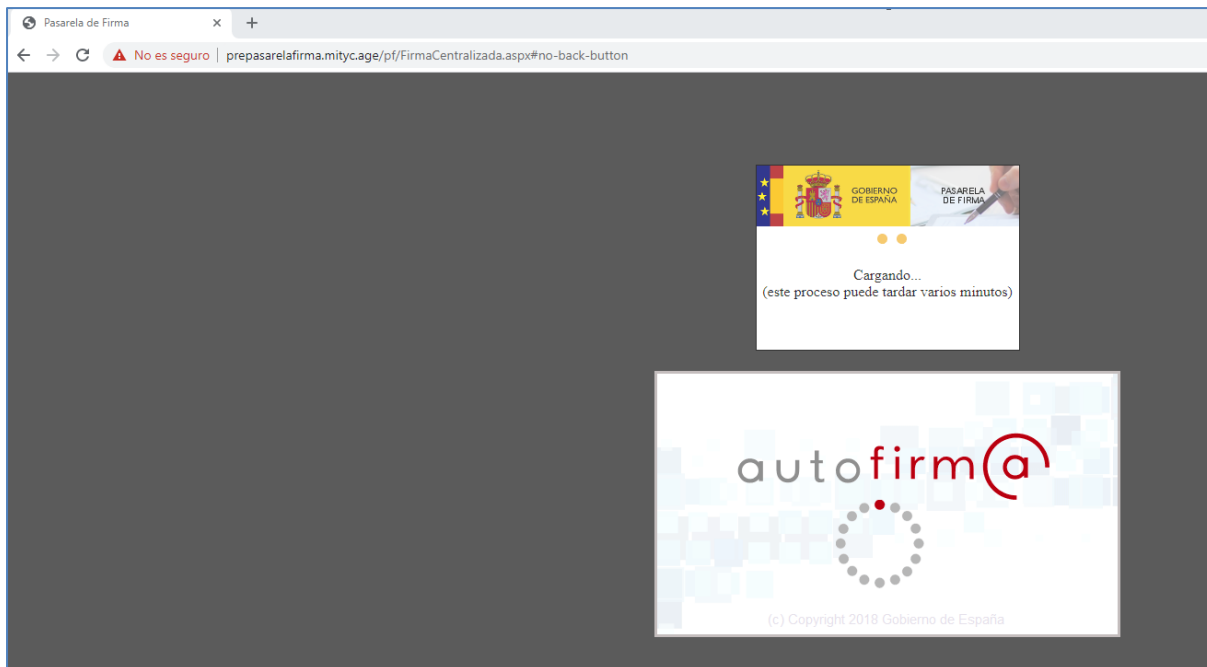 Pasarela de Firma
No es seguro
prepasarelafirma.mityc.age/pf/FirmaCentralizada.aspx#no-back-button
GOBIERNO
DE ESPAÑA
PASARELA
DE FIRMA
Cargando...
(este proceso puede tardar varios minutos)
autofirm@
(c) Copyright 2018 Gobierno de España